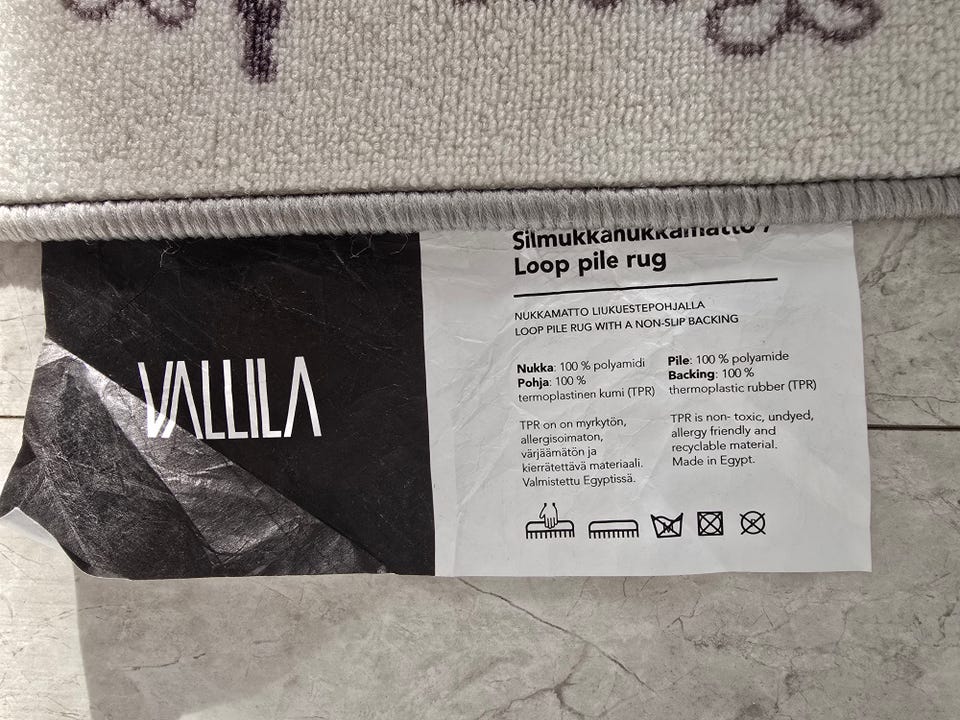 VALLILA
Silmukkanukkamatto /
Loop pile rug
NUKKAMATTO LIUKUESTEPOHJALLA
LOOP PILE RUG WITH A NON-SLIP BACKING
Nukka: 100 % polyamidi
Pohja: 100 %
termoplastinen kumi (TPR)
Pile: 100 % polyamide
Backing: 100 %
thermoplastic rubber (TPR)
TPR on on myrkytön,
allergisoimaton,
värjäämätön ja
kierrätettävä materiaali.
Valmistettu Egyptissä.
TPR is non- toxic, undyed,
allergy friendly and
recyclable material.
Made in Egypt.